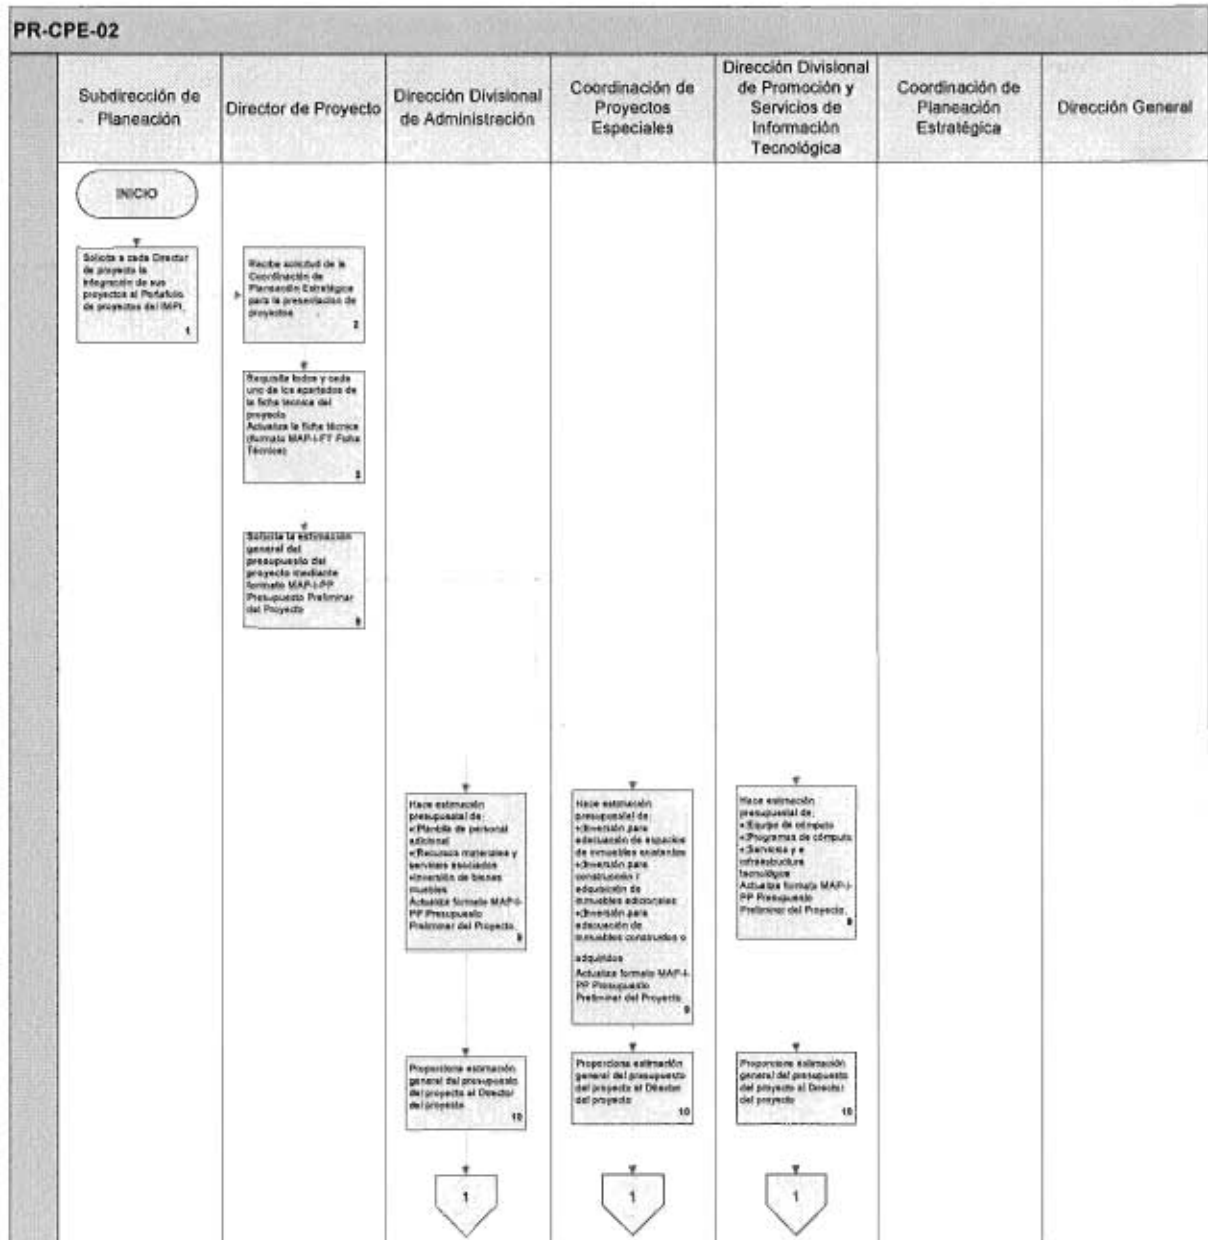 PR-CPE-02
Subdirección de
Planeación
Director de Proyecto
Dirección Divisional
de Administración
Coordinación de
Proyectos
Especiales
Dirección Divisional
de Promoción y
Servicios de
Información
Tecnológica
Coordinación de
Planeación
Estratégica
Dirección General
INICIO
Solicita a cada Director
de proyecto la
integración de sus
proyectos al Portafolio
de proyectos del IMPI.
1
Recibe solicitud de la
Coordinación de
Planeación Estratégica
para la presentación de
proyectos
2
Requisita todos y cada
uno de los apartados de
la ficha técnica del
proyecto
Actualiza la ficha técnica
(formato MAP-I-FT Ficha
Técnica)
Solicita la estimación
general del
presupuesto del
proyecto mediante
formato MAP-I-PP
Presupuesto Preliminar
del Proyecto
Hace estimación
presupuestal de:
Plantilla de personal
adicional
Recursos materiales y
servicios asociados
Inversión de bienes
muebles
Actualiza formato MAP-I-
PP Presupuesto
Preliminar del Proyecto.
9
Hace estimación
presupuestal de:
Inversión para
adecuación de espacios
de inmuebles existentes
Inversión para
construcción /
adquisición de
inmuebles adicionales
Inversión para
adecuación de
inmuebles construidos o
adquiridos
Actualiza formato MAP-I-
PP Presupuesto
Preliminar del Proyecto.
9
Hace estimación
presupuestal de:
Equipo de cómputo
Programas de cómputo
Servicios y e
infraestructura
tecnológica
Actualiza formato MAP-I-
PP Presupuesto
Preliminar del Proyecto.
9
Proporciona estimación
general del presupuesto
del proyecto al Director
del proyecto
10
Proporciona estimación
general del presupuesto
del proyecto al Director
del proyecto
10
Proporciona estimación
general del presupuesto
del proyecto al Director
del proyecto
10
1
1
1